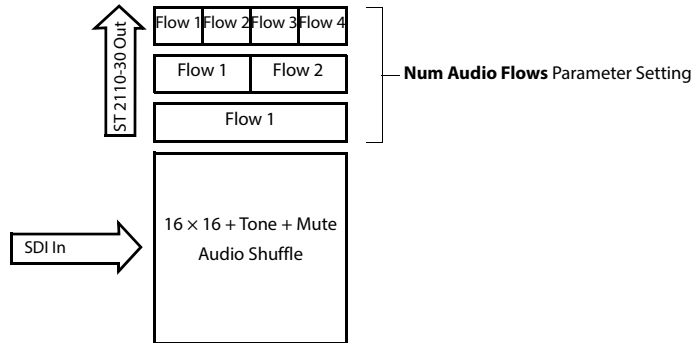 ST 2110-30 Out
Flow 1 Flow 2 Flow 3 Flow 4
Flow 1 Flow 2
Num Audio Flows Parameter Setting
Flow 1
16 × 16 + Tone + Mute
Audio Shuffle
SDI In